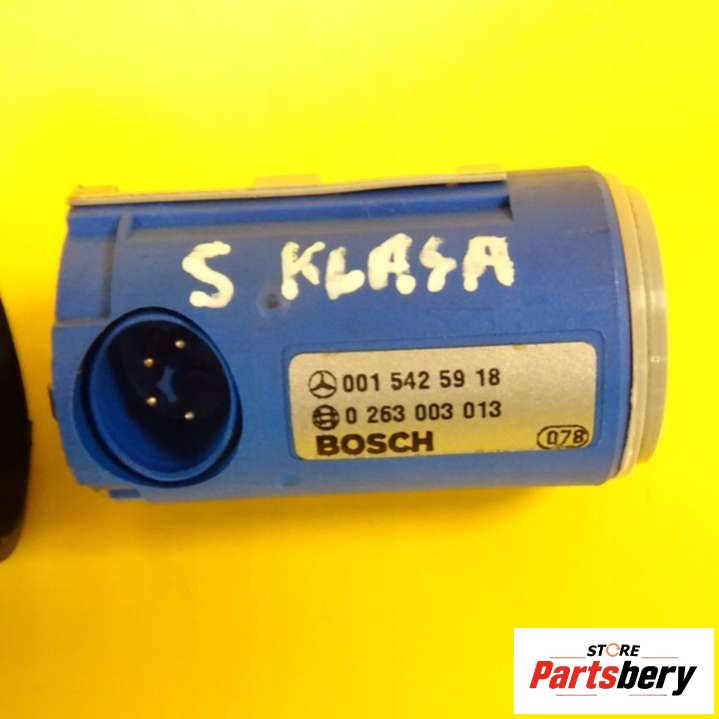 S KLASA
001 542 59 18
0 263 003 013
BOSCH
078
STORE
Partsbery